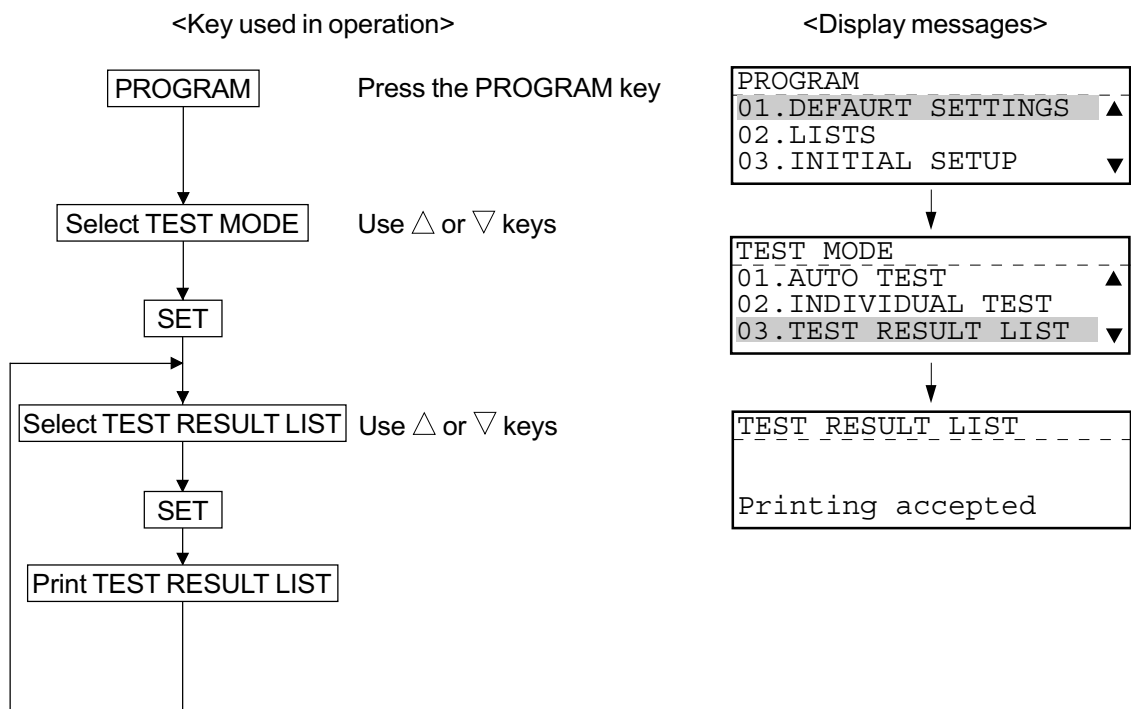 <Key used in operation>
<Display messages>
PROGRAM
Press the PROGRAM key
Select TEST MODE
Use △ or ▽ keys
SET
Select TEST RESULT LIST
Use △ or ▽ keys
SET
Print TEST RESULT LIST
PROGRAM
01.DEFAURT SETTINGS ▲
02.LISTS
03.INITIAL SETUP ▼
TEST MODE
01.AUTO TEST ▲
02.INDIVIDUAL TEST
03.TEST RESULT LIST ▼
TEST RESULT LIST
Printing accepted